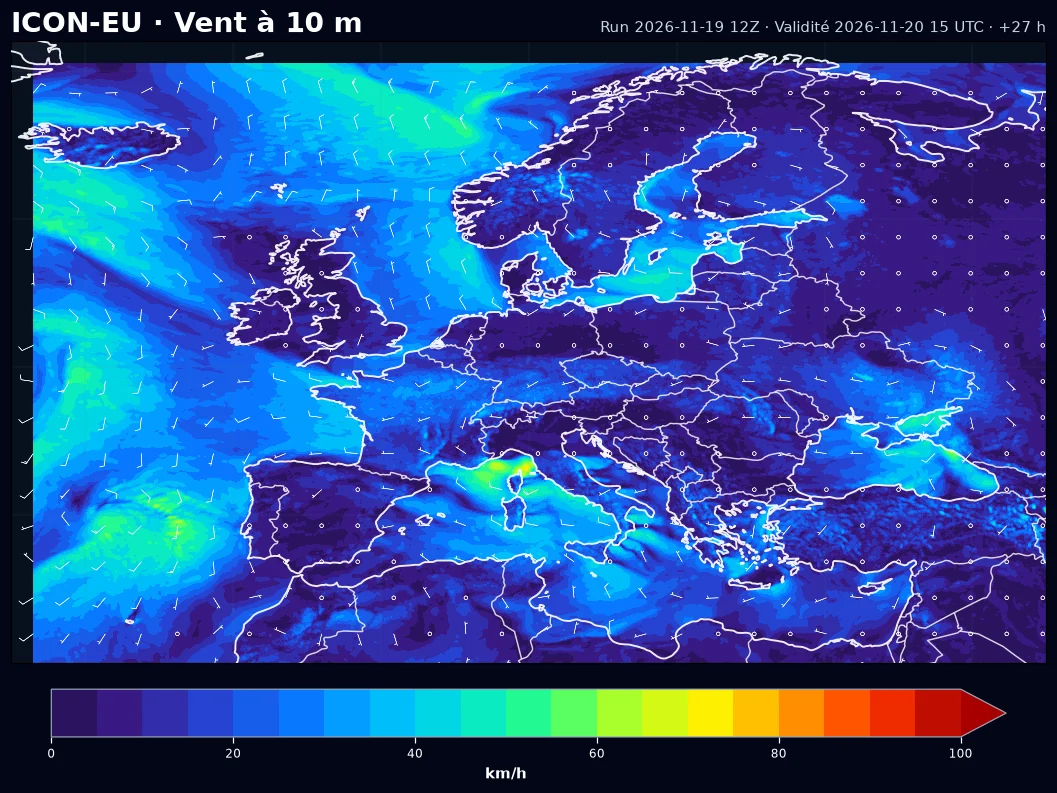 ICON-EU · Vent à 10 m
Run 2026-11-19 12Z · Validité 2026-11-20 15 UTC · +27 h
0 20 40 60 80 100
km/h